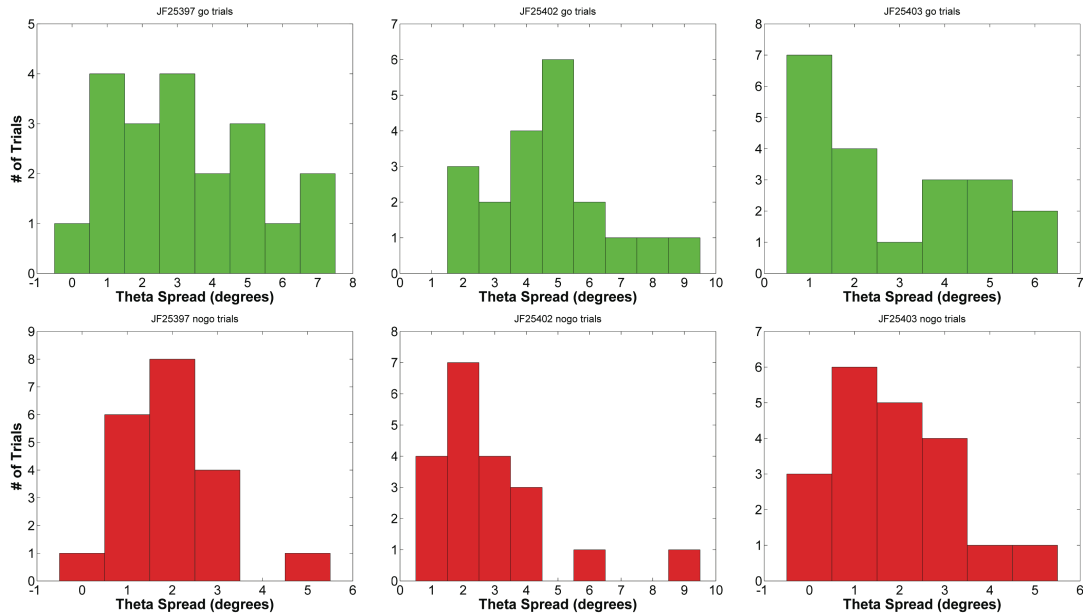 JF25397 go trials
5
4
3
2
1
0
-1 0 1 2 3 4 5 6 7 8
# of Trials
Theta Spread (degrees)
JF25402 go trials
7
6
5
4
3
2
1
0
0 1 2 3 4 5 6 7 8 9 10
Theta Spread (degrees)
JF25403 go trials
8
7
6
5
4
3
2
1
0
0 1 2 3 4 5 6 7
Theta Spread (degrees)
JF25397 nogo trials
9
8
7
6
5
4
3
2
1
0
-1 0 1 2 3 4 5 6
# of Trials
Theta Spread (degrees)
JF25402 nogo trials
8
7
6
5
4
3
2
1
0
0 1 2 3 4 5 6 7 8 9 10
Theta Spread (degrees)
JF25403 nogo trials
7
6
5
4
3
2
1
0
-1 0 1 2 3 4 5 6
Theta Spread (degrees)